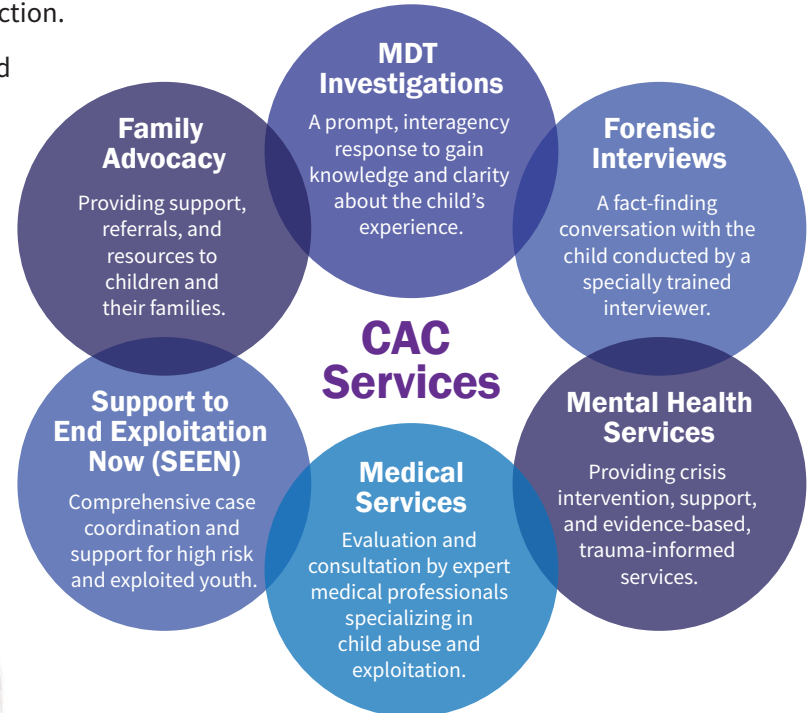 ction.
d
MDT
Investigations
A prompt, interagency
response to gain
knowledge and clarity
about the child's
experience.
Family
Advocacy
Providing support,
referrals, and
resources to
children and
their families.
Forensic
Interviews
A fact-finding
conversation with the
child conducted by a
specially trained
interviewer.
CAC
Services
Support to
End Exploitation
Now (SEEN)
Comprehensive case
coordination and
support for high risk
and exploited youth.
Medical
Services
Evaluation and
consultation by expert
medical professionals
specializing in
child abuse and
exploitation.
Mental Health
Services
Providing crisis
intervention, support,
and evidence-based,
trauma-informed
services.